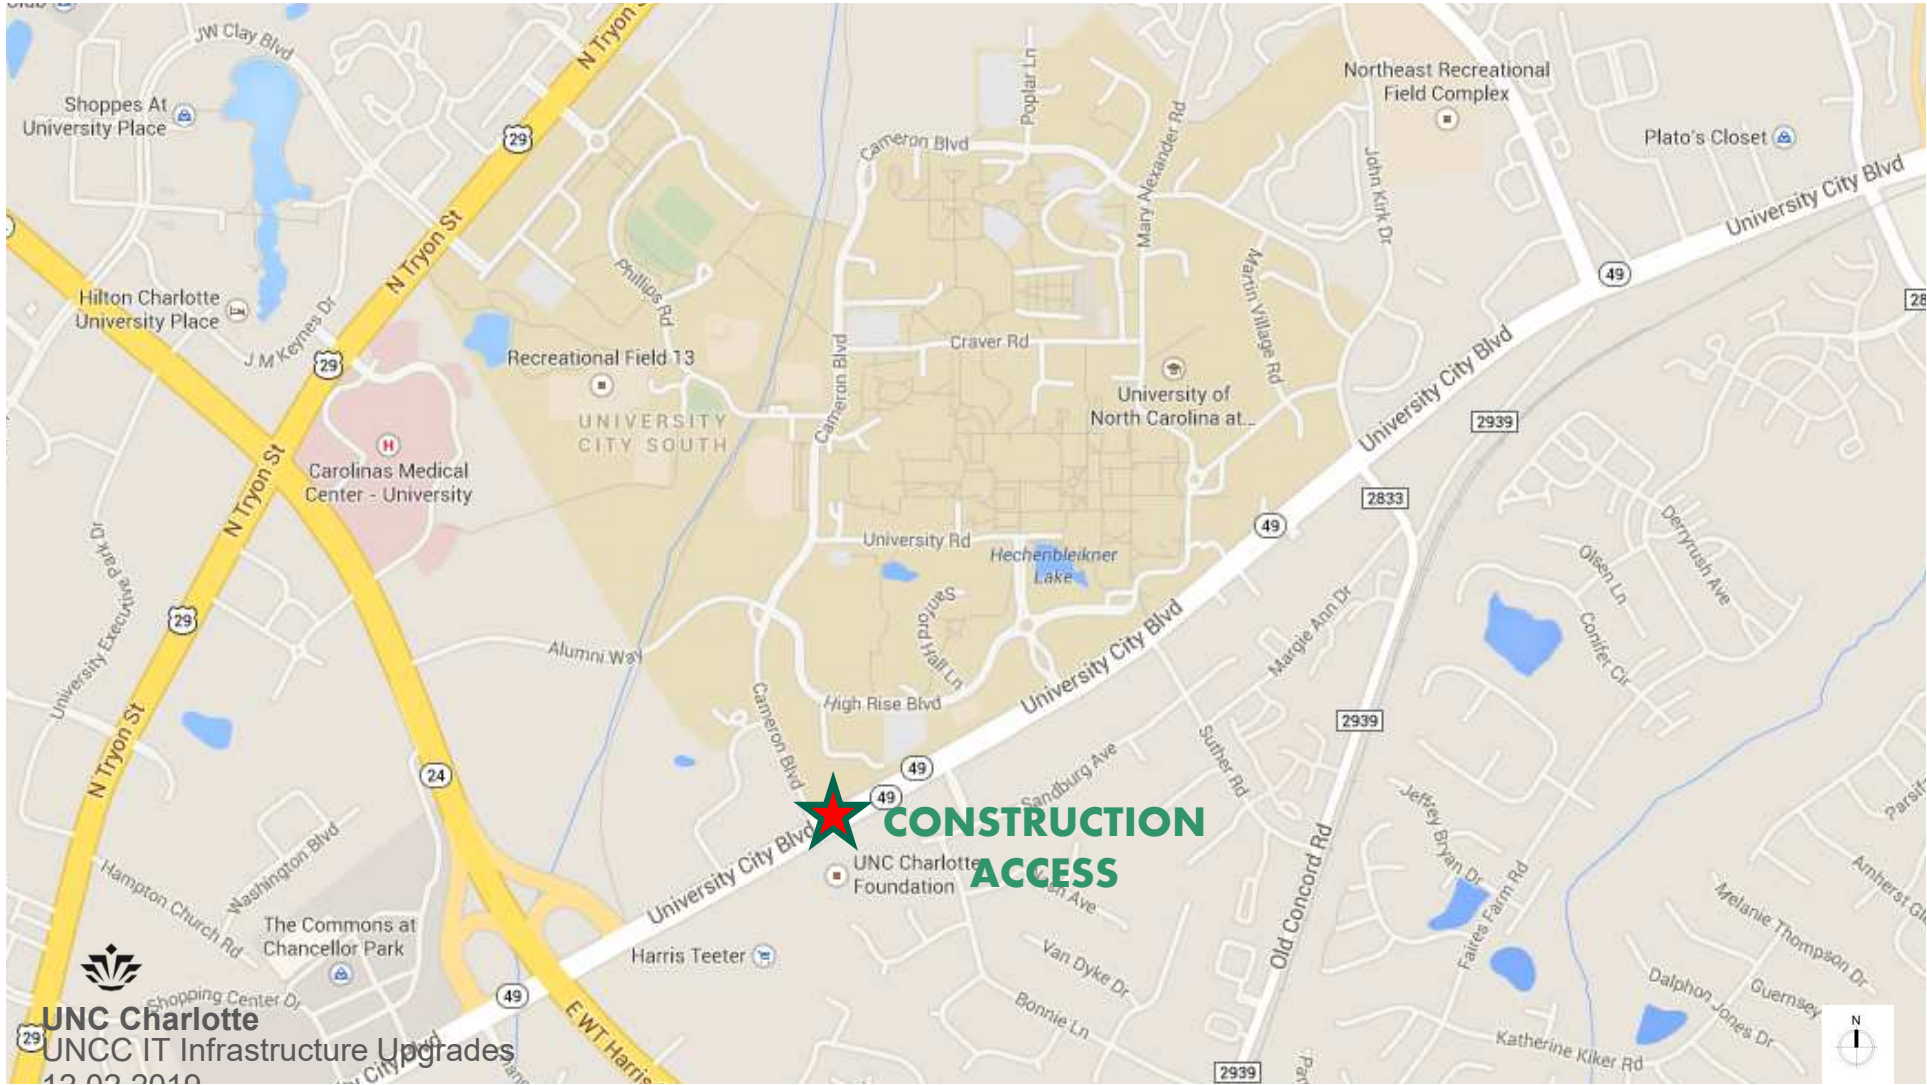 JW Clay Blvd
N Tryon
Shoppes At
University Place
29
Poplar Ln
Cameron Blvd
Mary Alexander Rd
Northeast Recreational
Field Complex
Plato's Closet
John Kirk Dr
University City Blvd
N Tryon St
Hilton Charlotte
University Place
J M Keynes Dr
29
Phillips Rd
Martin Village Rd
49
28
Recreational Field 13
Craver Rd
Cameron Blvd
University of
North Carolina at...
University City Blvd
2939
UNIVERSITY
CITY SOUTH
H
Carolinas Medical
Center - University
N Tryon St
2833
49
Derryrush Ave
University Rd
Hechenbleikner
Lake
Olsen Ln
University Executive Park Dr
29
Sanford Hall Ln
Margie Ann Dr
Conifer Cir
Alumni Way
University City Blvd
High Rise Blvd
Cameron Blvd
2939
N Tryon St
24
49
Suther Rd
Sandburg Ave
49
CONSTRUCTION
ACCESS
Jeffrey Bryan Dr
Old Concord Rd
University City Blvd
UNC Charlotte
Foundation
Ave
Washington Blvd
Hampton Church Rd
Faires Farm Rd
Amherst
Melanie Thompson Dr
The Commons at
Chancellor Park
Harris Teeter
Van Dyke Dr
Dalphon Jones Dr
Guernsey
Shopping Center Dr
49
Bonnie Ln
E WT Harris
Katherine Kiker Rd
N
29
UNC Charlotte
UNCC IT Infrastructure Upgrades
12.02.2019
City Blvd
2939